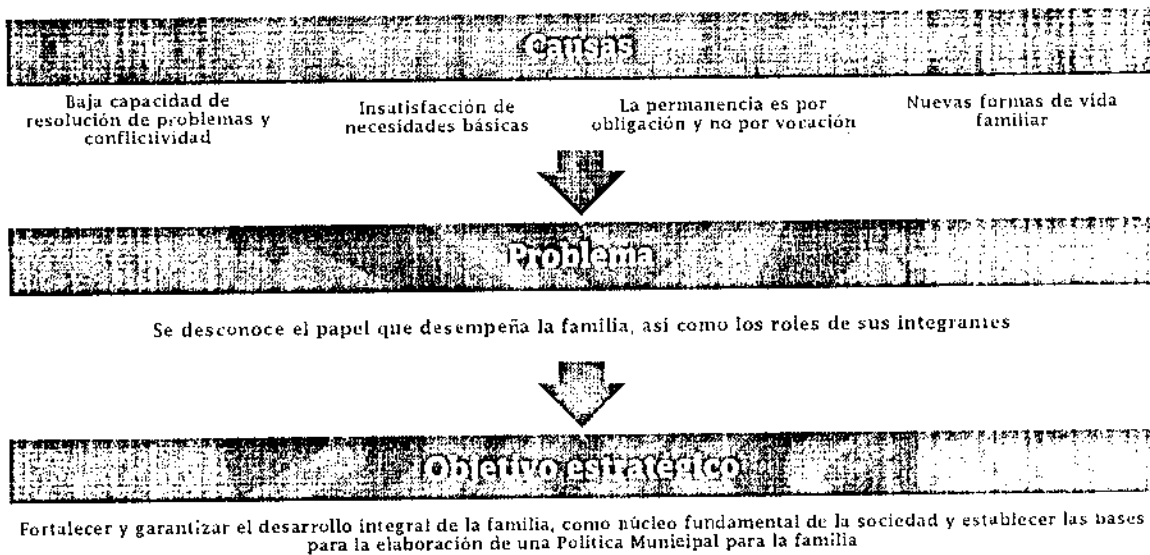 Causas
Baja capacidad de
resolución de problemas y
conflictividad
Insatisfacción de
necesidades básicas
La permanencia es por
obligación y no por vocación
Nuevas formas de vida
familiar
Problema
Se desconoce el papel que desempeña la familia, así como los roles de sus integrantes
Objetivo estratégico
Fortalecer y garantizar el desarrollo integral de la familia, como núcleo fundamental de la sociedad y establecer las bases
para la elaboración de una Política Municipal para la familia